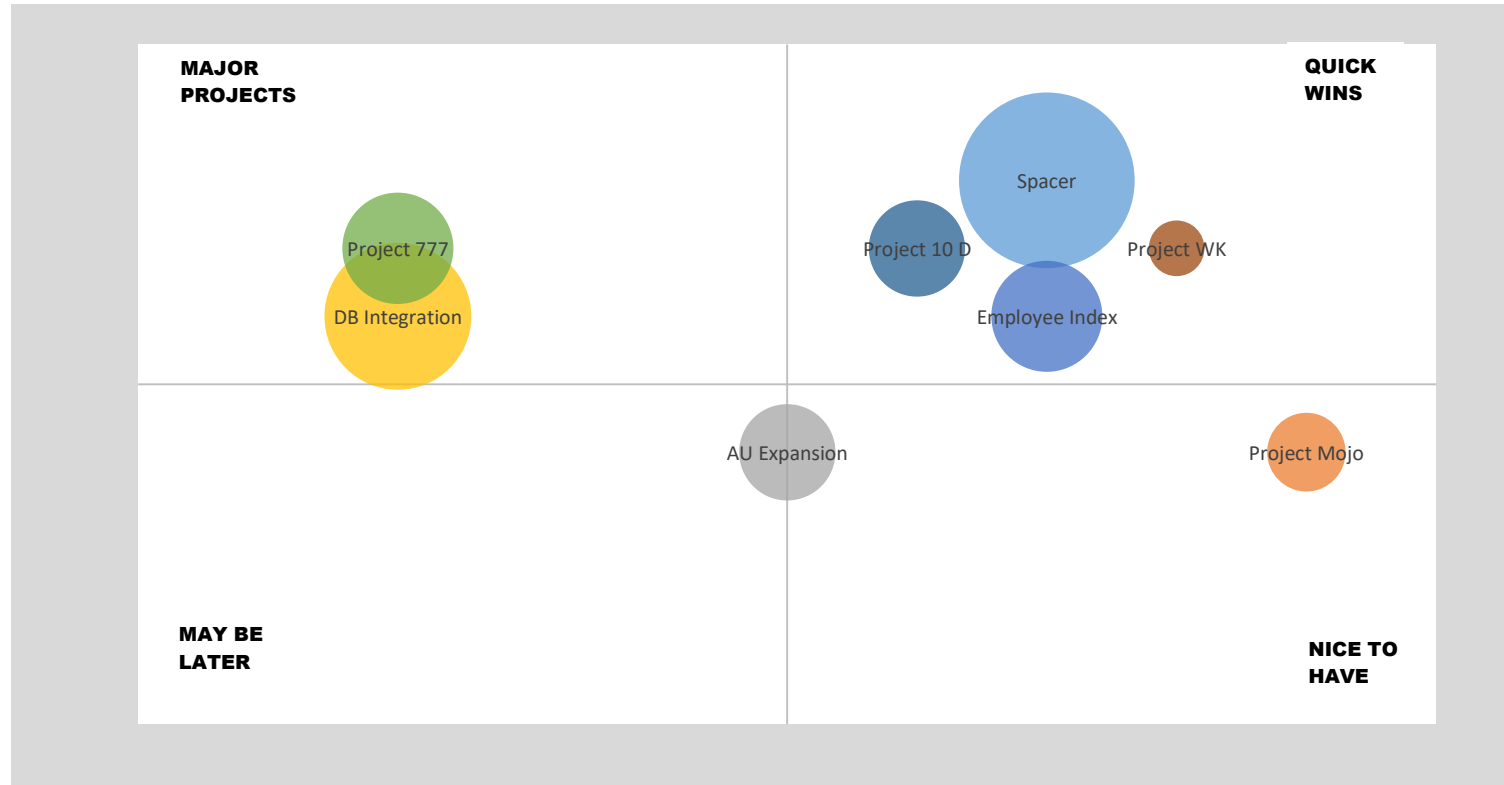 MAJOR
PROJECTS
QUICK
WINS
Spacer
Project 777
Project 10 D
Project WK
DB Integration
Employee Index
AU Expansion
Project Mojo
MAY BE
LATER
NICE TO
HAVE